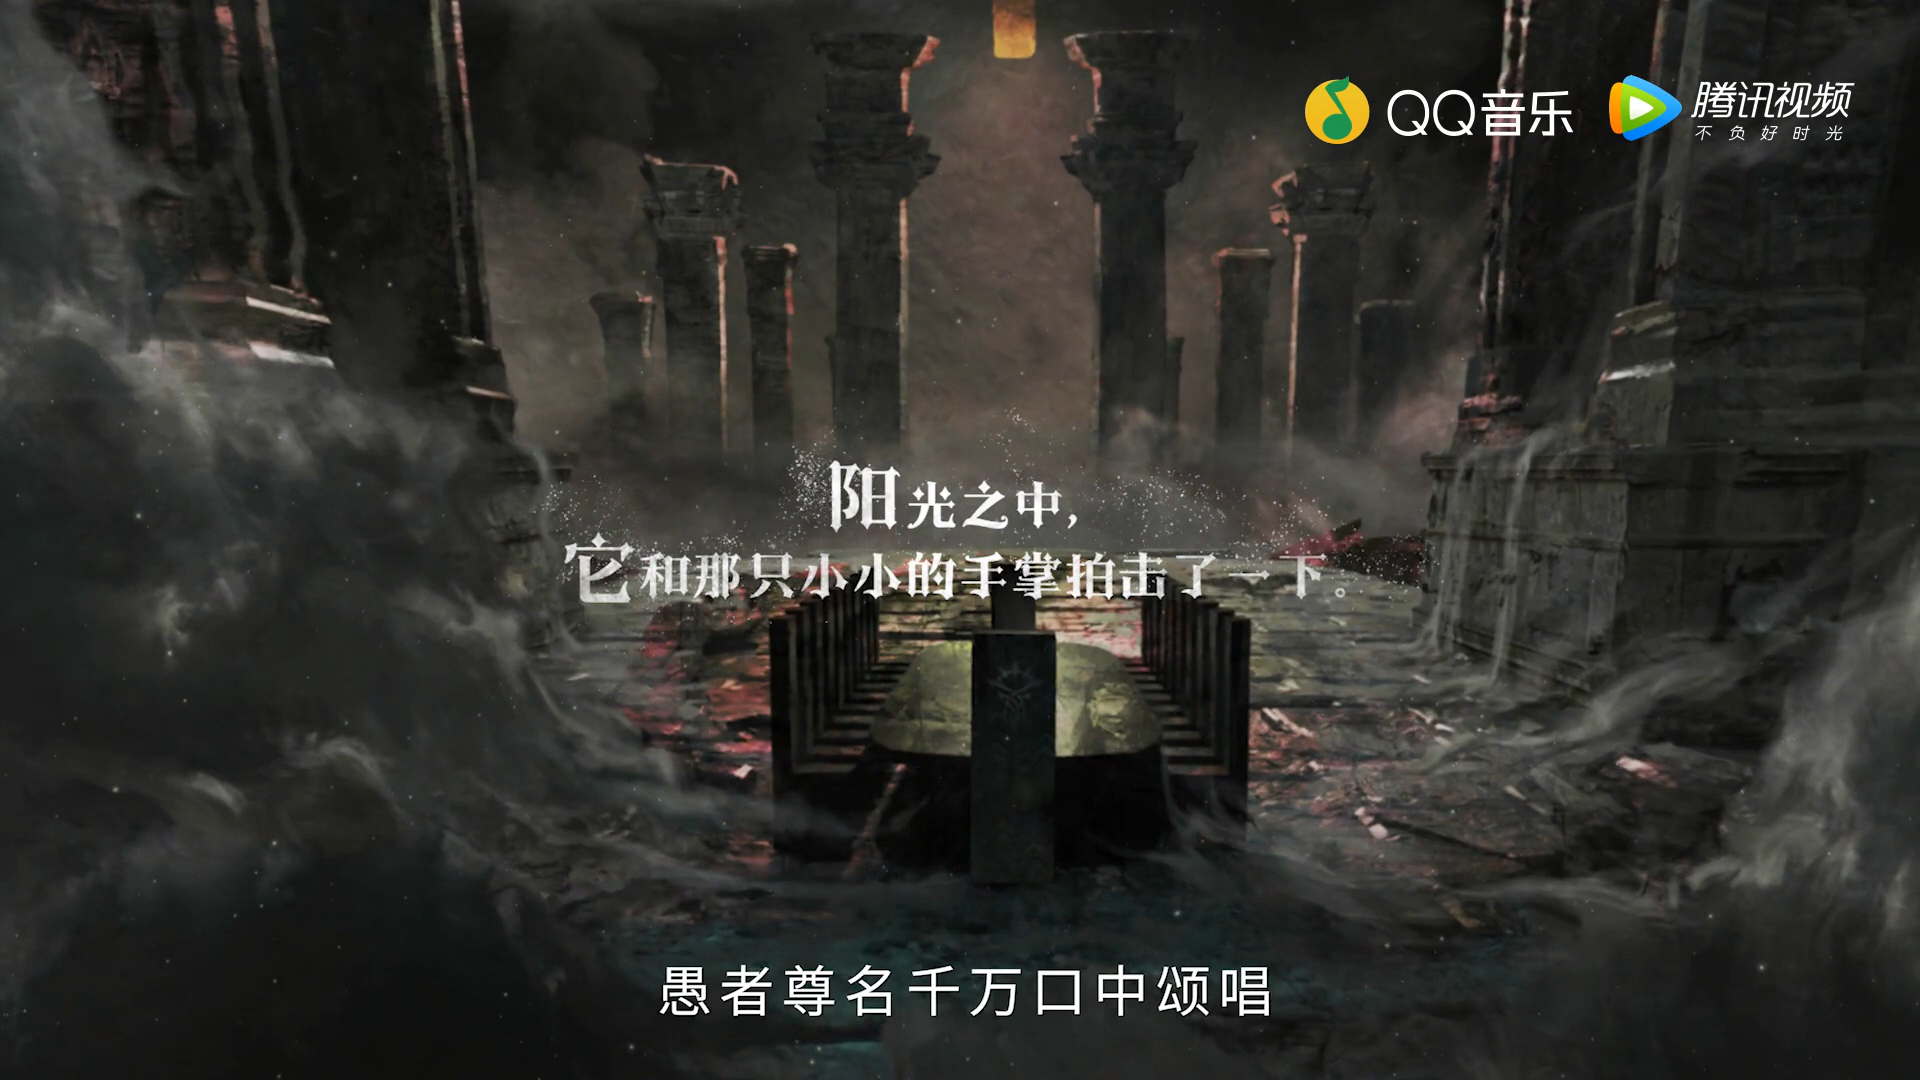 QQ音乐
腾讯视频
不负好时光
阳光之中,
它和那只小小的手掌拍击了一下。
愚者尊名千万口中颂唱